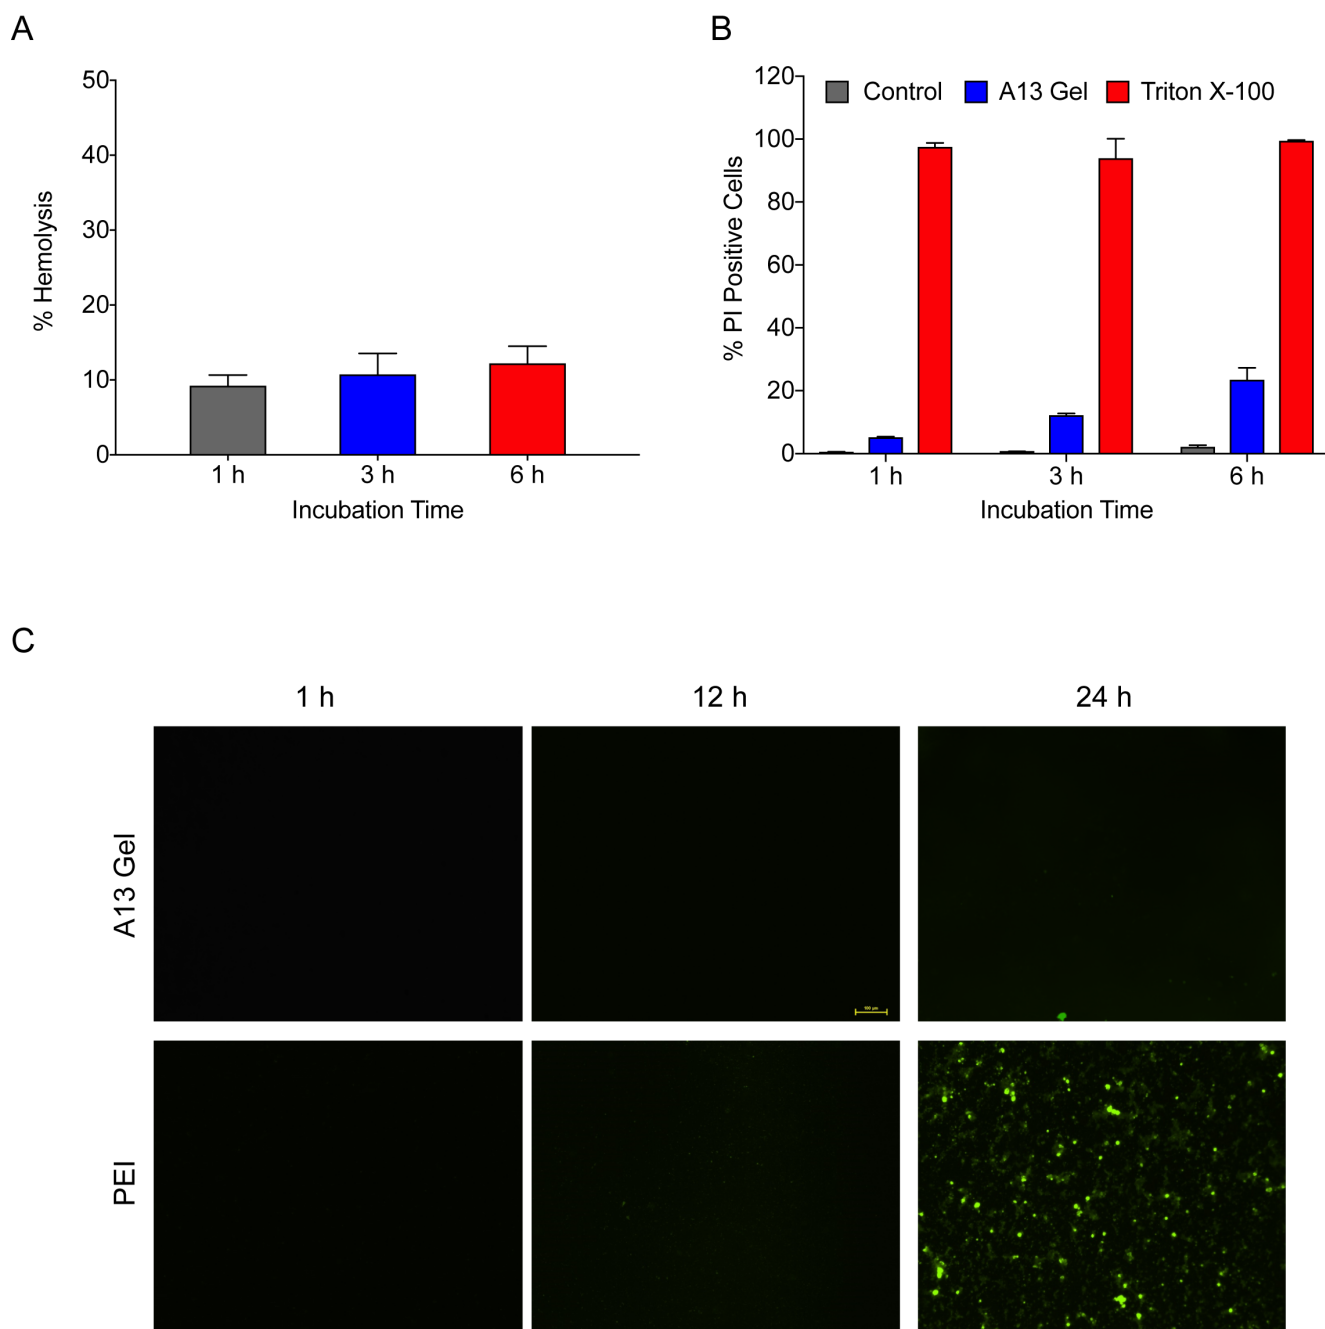 A
50
40
30
20
10
0
% Hemolysis
1 h 3 h 6 h
Incubation Time
B
Control A13 Gel Triton X-100
120
100
80
60
40
20
0
% PI Positive Cells
1 h 3 h 6 h
Incubation Time
C
1 h 12 h 24 h
A13 Gel
PEI